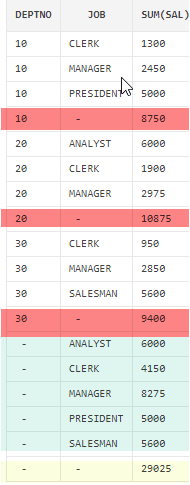 DEPTNO JOB SUM(SAL)
10 CLERK 1300
10 MANAGER 2450
10 PRESIDENT 5000
10 - 8750
20 ANALYST 6000
20 CLERK 1900
20 MANAGER 2975
20 - 10875
30 CLERK 950
30 MANAGER 2850
30 SALESMAN 5600
30 - 9400
- ANALYST 6000
- CLERK 4150
- MANAGER 8275
- PRESIDENT 5000
- SALESMAN 5600
- - 29025